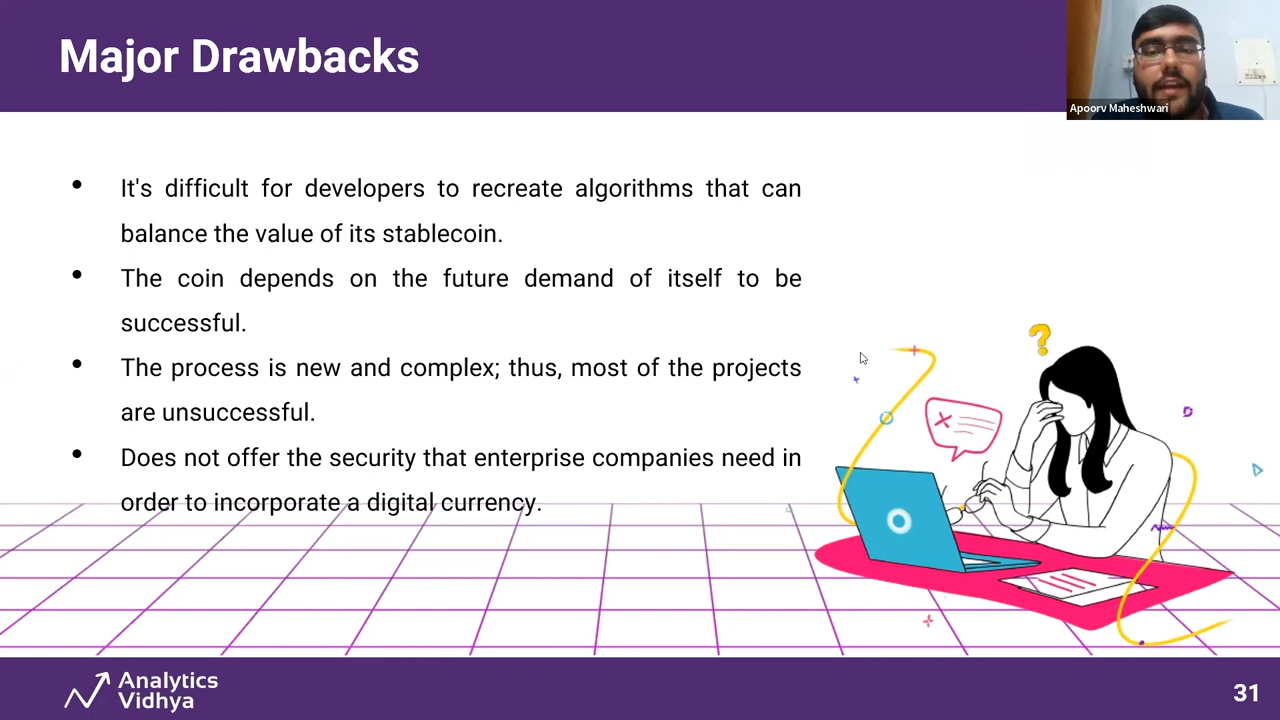 Major Drawbacks
Apoorv Maheshwari
• It's difficult for developers to recreate algorithms that can
balance the value of its stablecoin.
• The coin depends on the future demand of itself to be
successful.
• The process is new and complex; thus, most of the projects
are unsuccessful.
• Does not offer the security that enterprise companies need in
order to incorporate a digital currency.
?
Analytics
Vidhya
31